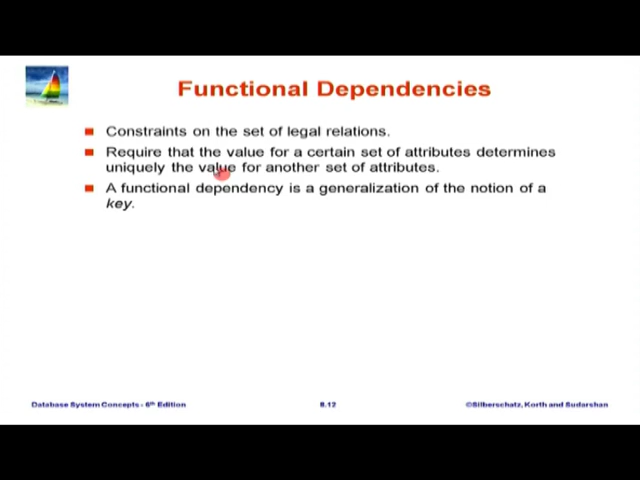 Functional Dependencies
Constraints on the set of legal relations.
Require that the value for a certain set of attributes determines
uniquely the value for another set of attributes.
A functional dependency is a generalization of the notion of a
key.
Database System Concepts - 6th Edition
8.12
©Silberschatz, Korth and Sudarshan